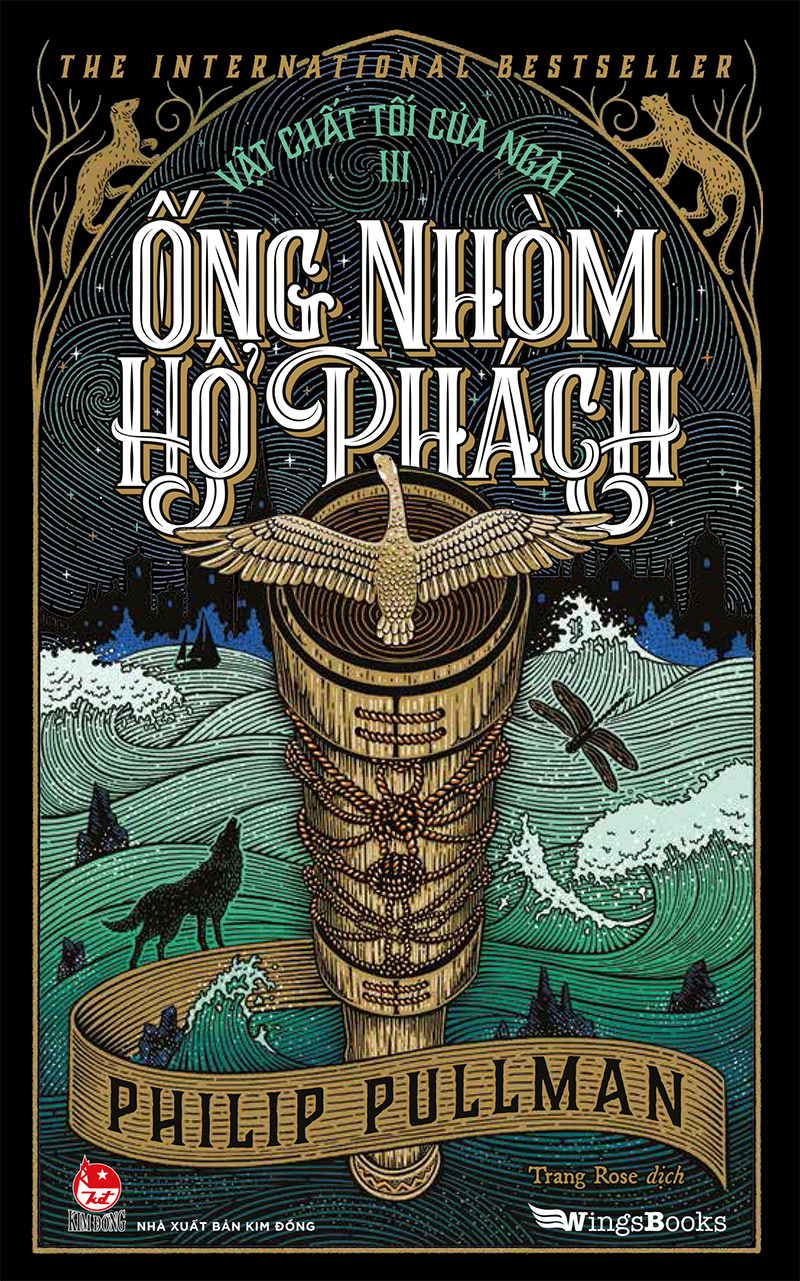 THE INTERNATIONAL BESTSELLER
VẬT CHẤT TỐI CỦA NGÀI
III
ỐNG NHÒM
HỔ PHÁCH
PHILIP PULLMAN
Trang Rose dịch
Kết
KIM ĐỒNG
NHÀ XUẤT BẢN KIM ĐỒNG
WingsBooks